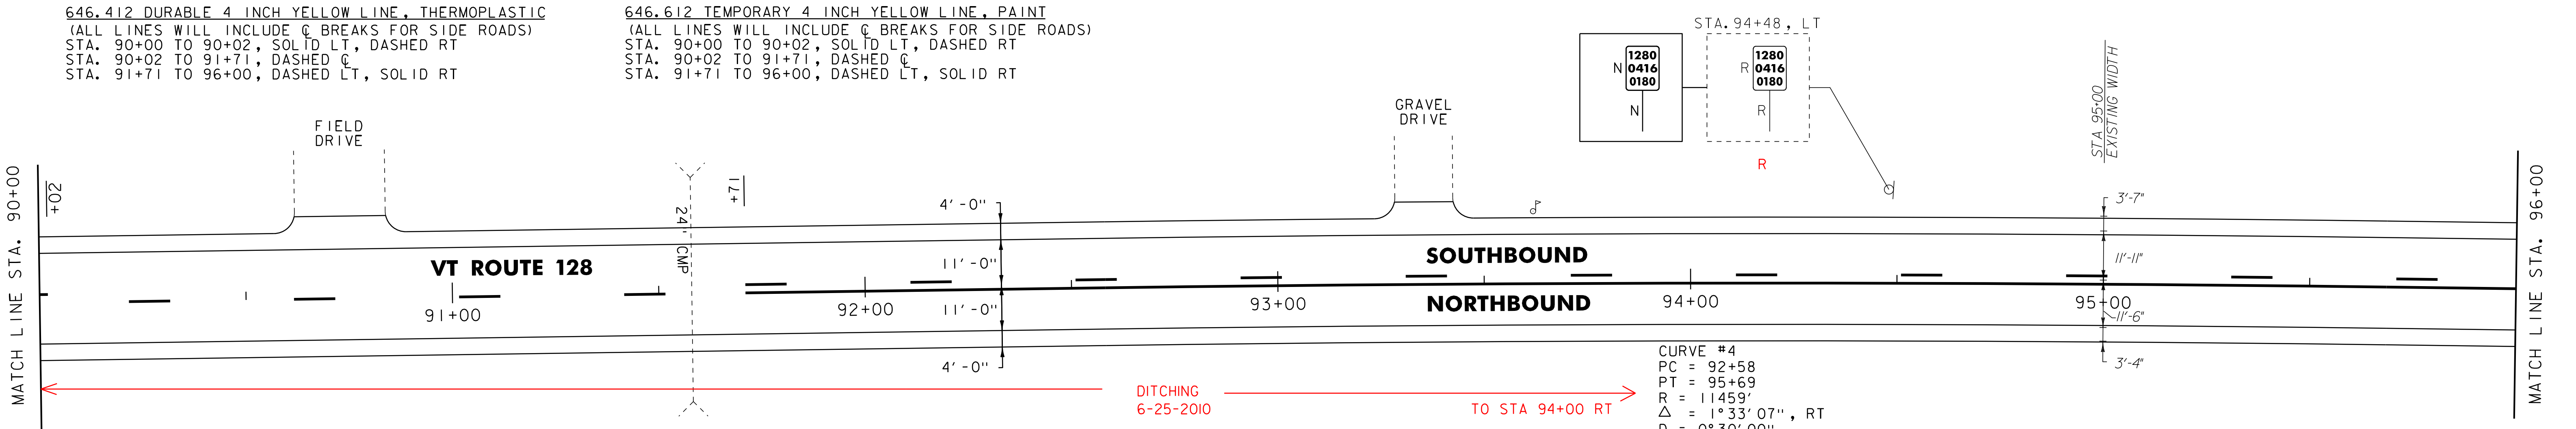 646.412 DURABLE 4 INCH YELLOW LINE, THERMOPLASTIC
(ALL LINES WILL INCLUDE ℄ BREAKS FOR SIDE ROADS)
STA. 90+00 TO 90+02, SOLID LT, DASHED RT
STA. 90+02 TO 91+71, DASHED ℄
STA. 91+71 TO 96+00, DASHED LT, SOLID RT
646.612 TEMPORARY 4 INCH YELLOW LINE, PAINT
(ALL LINES WILL INCLUDE ℄ BREAKS FOR SIDE ROADS)
STA. 90+00 TO 90+02, SOLID LT, DASHED RT
STA. 90+02 TO 91+71, DASHED ℄
STA. 91+71 TO 96+00, DASHED LT, SOLID RT
STA. 94+48, LT
N
1280
0416
0180
N
R
1280
0416
0180
R
R
STA 95+00
EXISTING WIDTH
FIELD
DRIVE
GRAVEL
DRIVE
MATCH LINE STA. 90+00
+02
24" CMP
+71
4'-0"
11'-0"
11'-0"
4'-0"
VT ROUTE 128
SOUTHBOUND
NORTHBOUND
91+00
92+00
93+00
94+00
95+00
3'-7"
11'-11"
11'-6"
3'-4"
MATCH LINE STA. 96+00
DITCHING
6-25-2010
TO STA 94+00 RT
CURVE #4
PC = 92+58
PT = 95+69
R = 11459'
△ = 1°33'07", RT
D = 0°30'00"